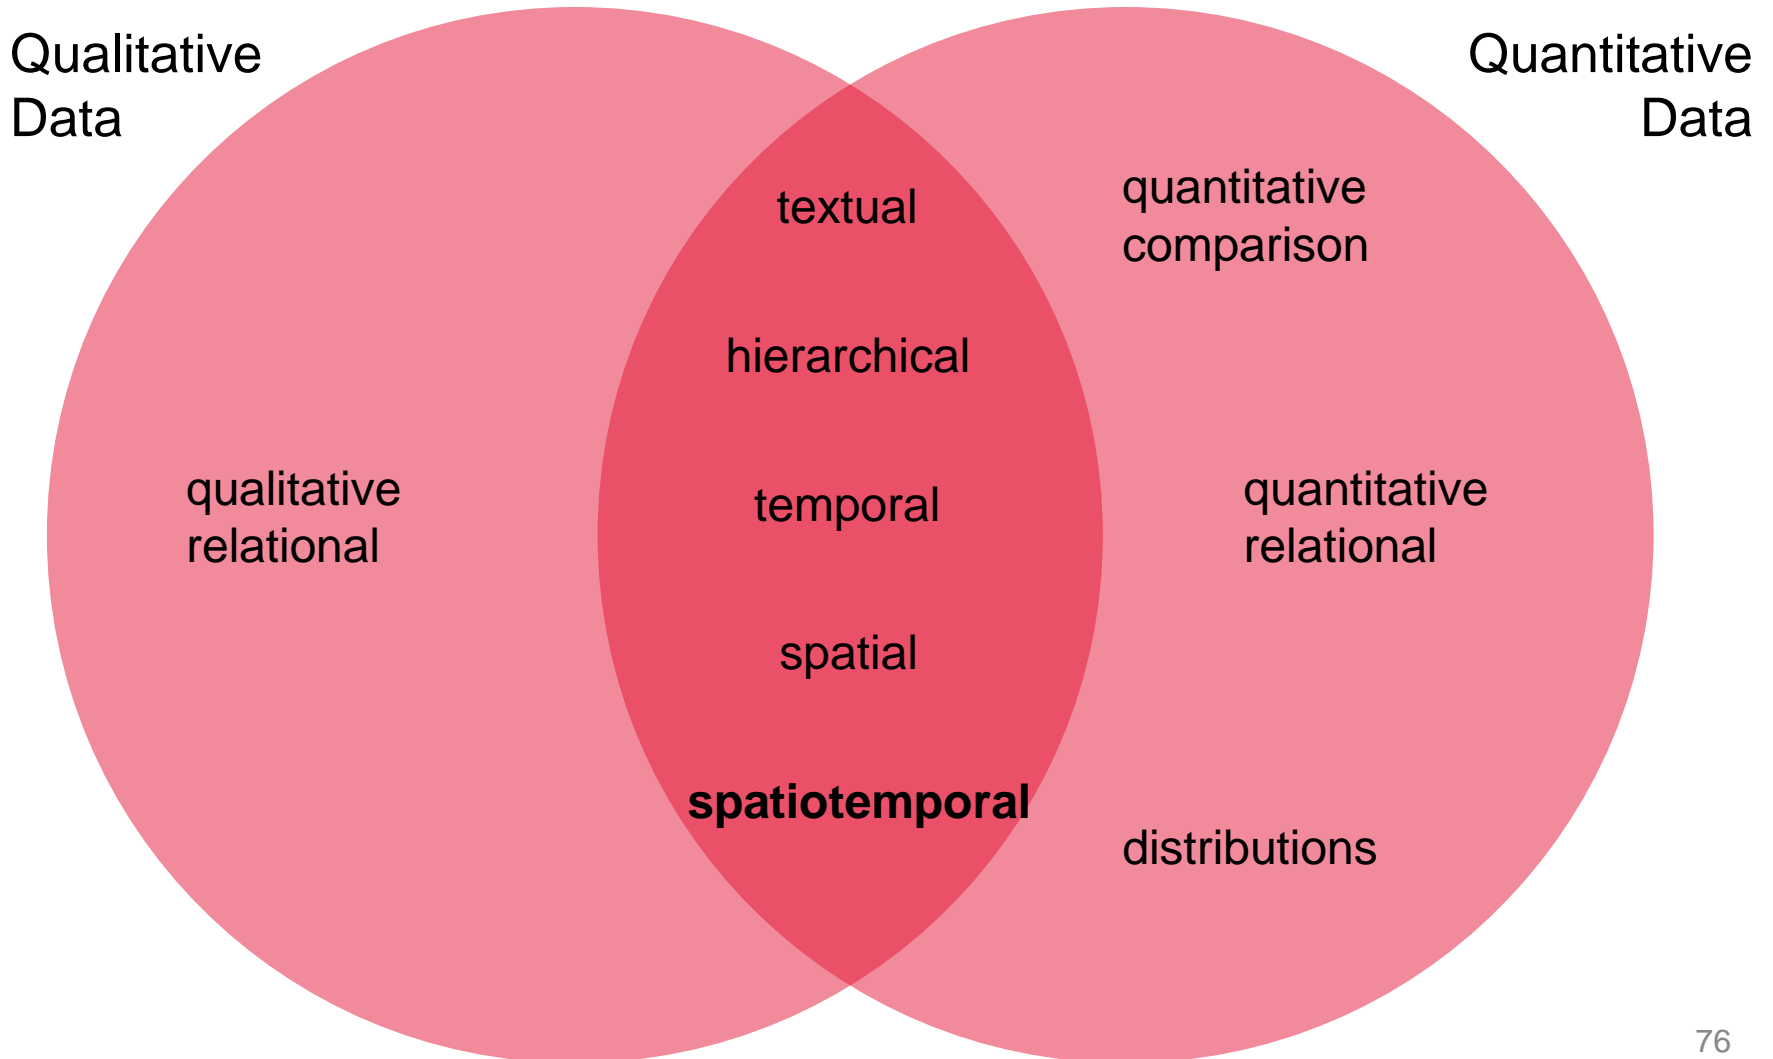 Qualitative
Data
Quantitative
Data
textual
hierarchical
temporal
spatial
spatiotemporal
qualitative
relational
quantitative
comparison
quantitative
relational
distributions
76